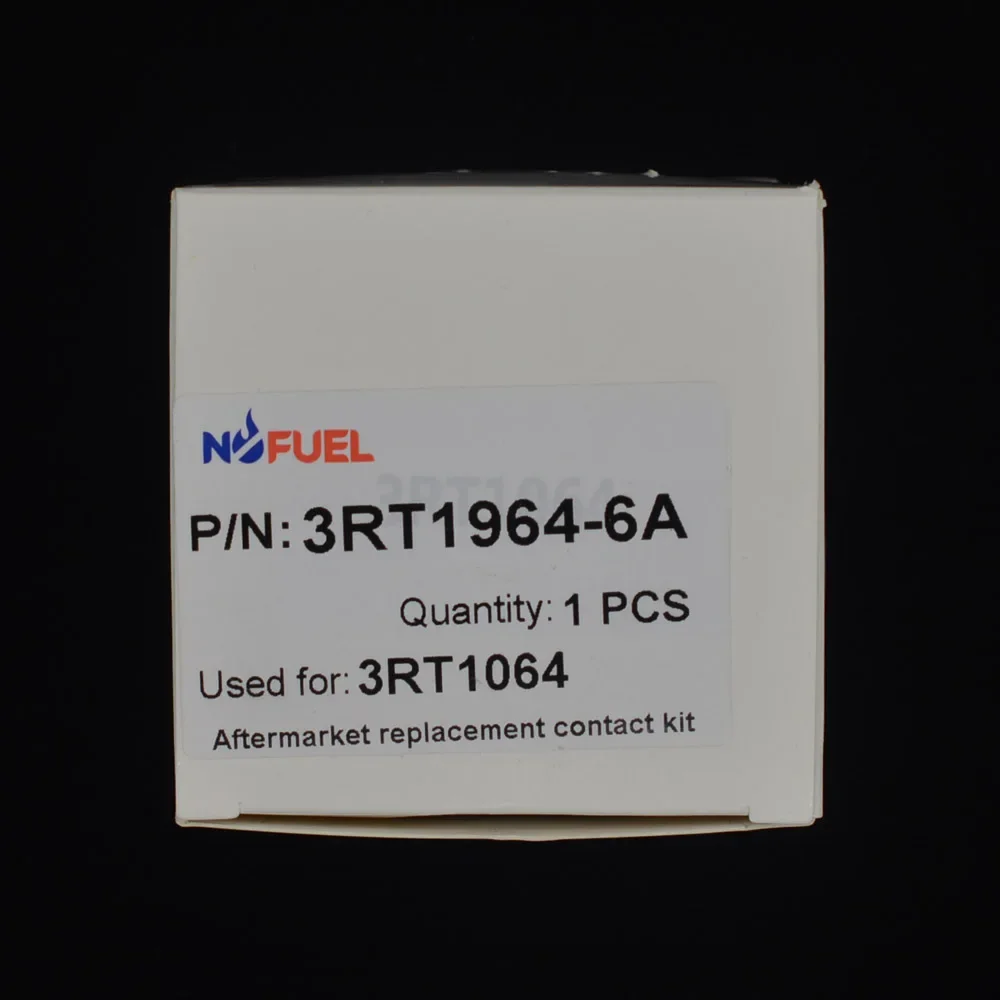 NOFUEL
P/N: 3RT1964-6A
Quantity: 1 PCS
Used for: 3RT1064
Aftermarket replacement contact kit